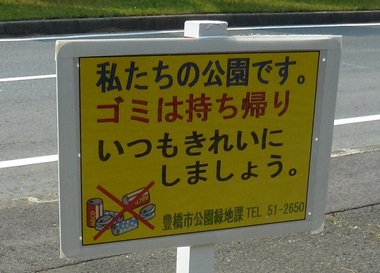 私たちの公園です。
ゴミは持ち帰り
いつもきれいに
しましょう。
豊橋市公園緑地課 TEL 51-2650